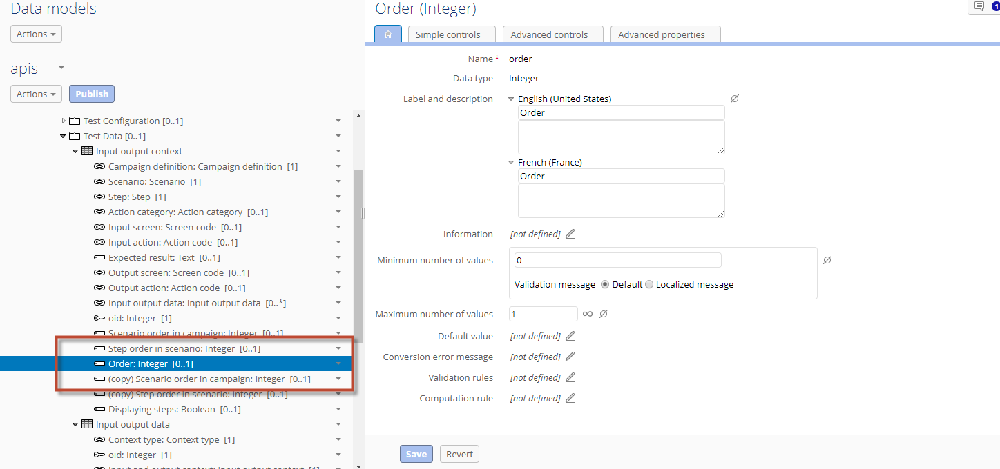 Data models
Actions
apis
Actions
Publish
Test Configuration [0..1]
Test Data [0..1]
Input output context
Campaign definition: Campaign definition [1]
Scenario: Scenario [1]
Step: Step [1]
Action category: Action category [0..1]
Input screen: Screen code [0..1]
Input action: Action code [0..1]
Expected result: Text [0..1]
Output screen: Screen code [0..1]
Output action: Action code [0..1]
Input output data: Input output data [0..*]
oid: Integer [1]
Scenario order in campaign: Integer [0..1]
Step order in scenario: Integer [0..1]
Order: Integer [0..1]
(copy) Scenario order in campaign: Integer [0..1]
(copy) Step order in scenario: Integer [0..1]
Displaying steps: Boolean [0..1]
Input output data
Context type: Context type [1]
oid: Integer [1]
Input and output context: Input output context [1]
Order (Integer)
1
Simple controls
Advanced controls
Advanced properties
Name* order
Data type Integer
Label and description English (United States)
Order
French (France)
Order
Information [not defined]
Minimum number of values 0
Validation message Default Localized message
Maximum number of values 1
Default value [not defined]
Conversion error message [not defined]
Validation rules [not defined]
Computation rule [not defined]
Save Revert